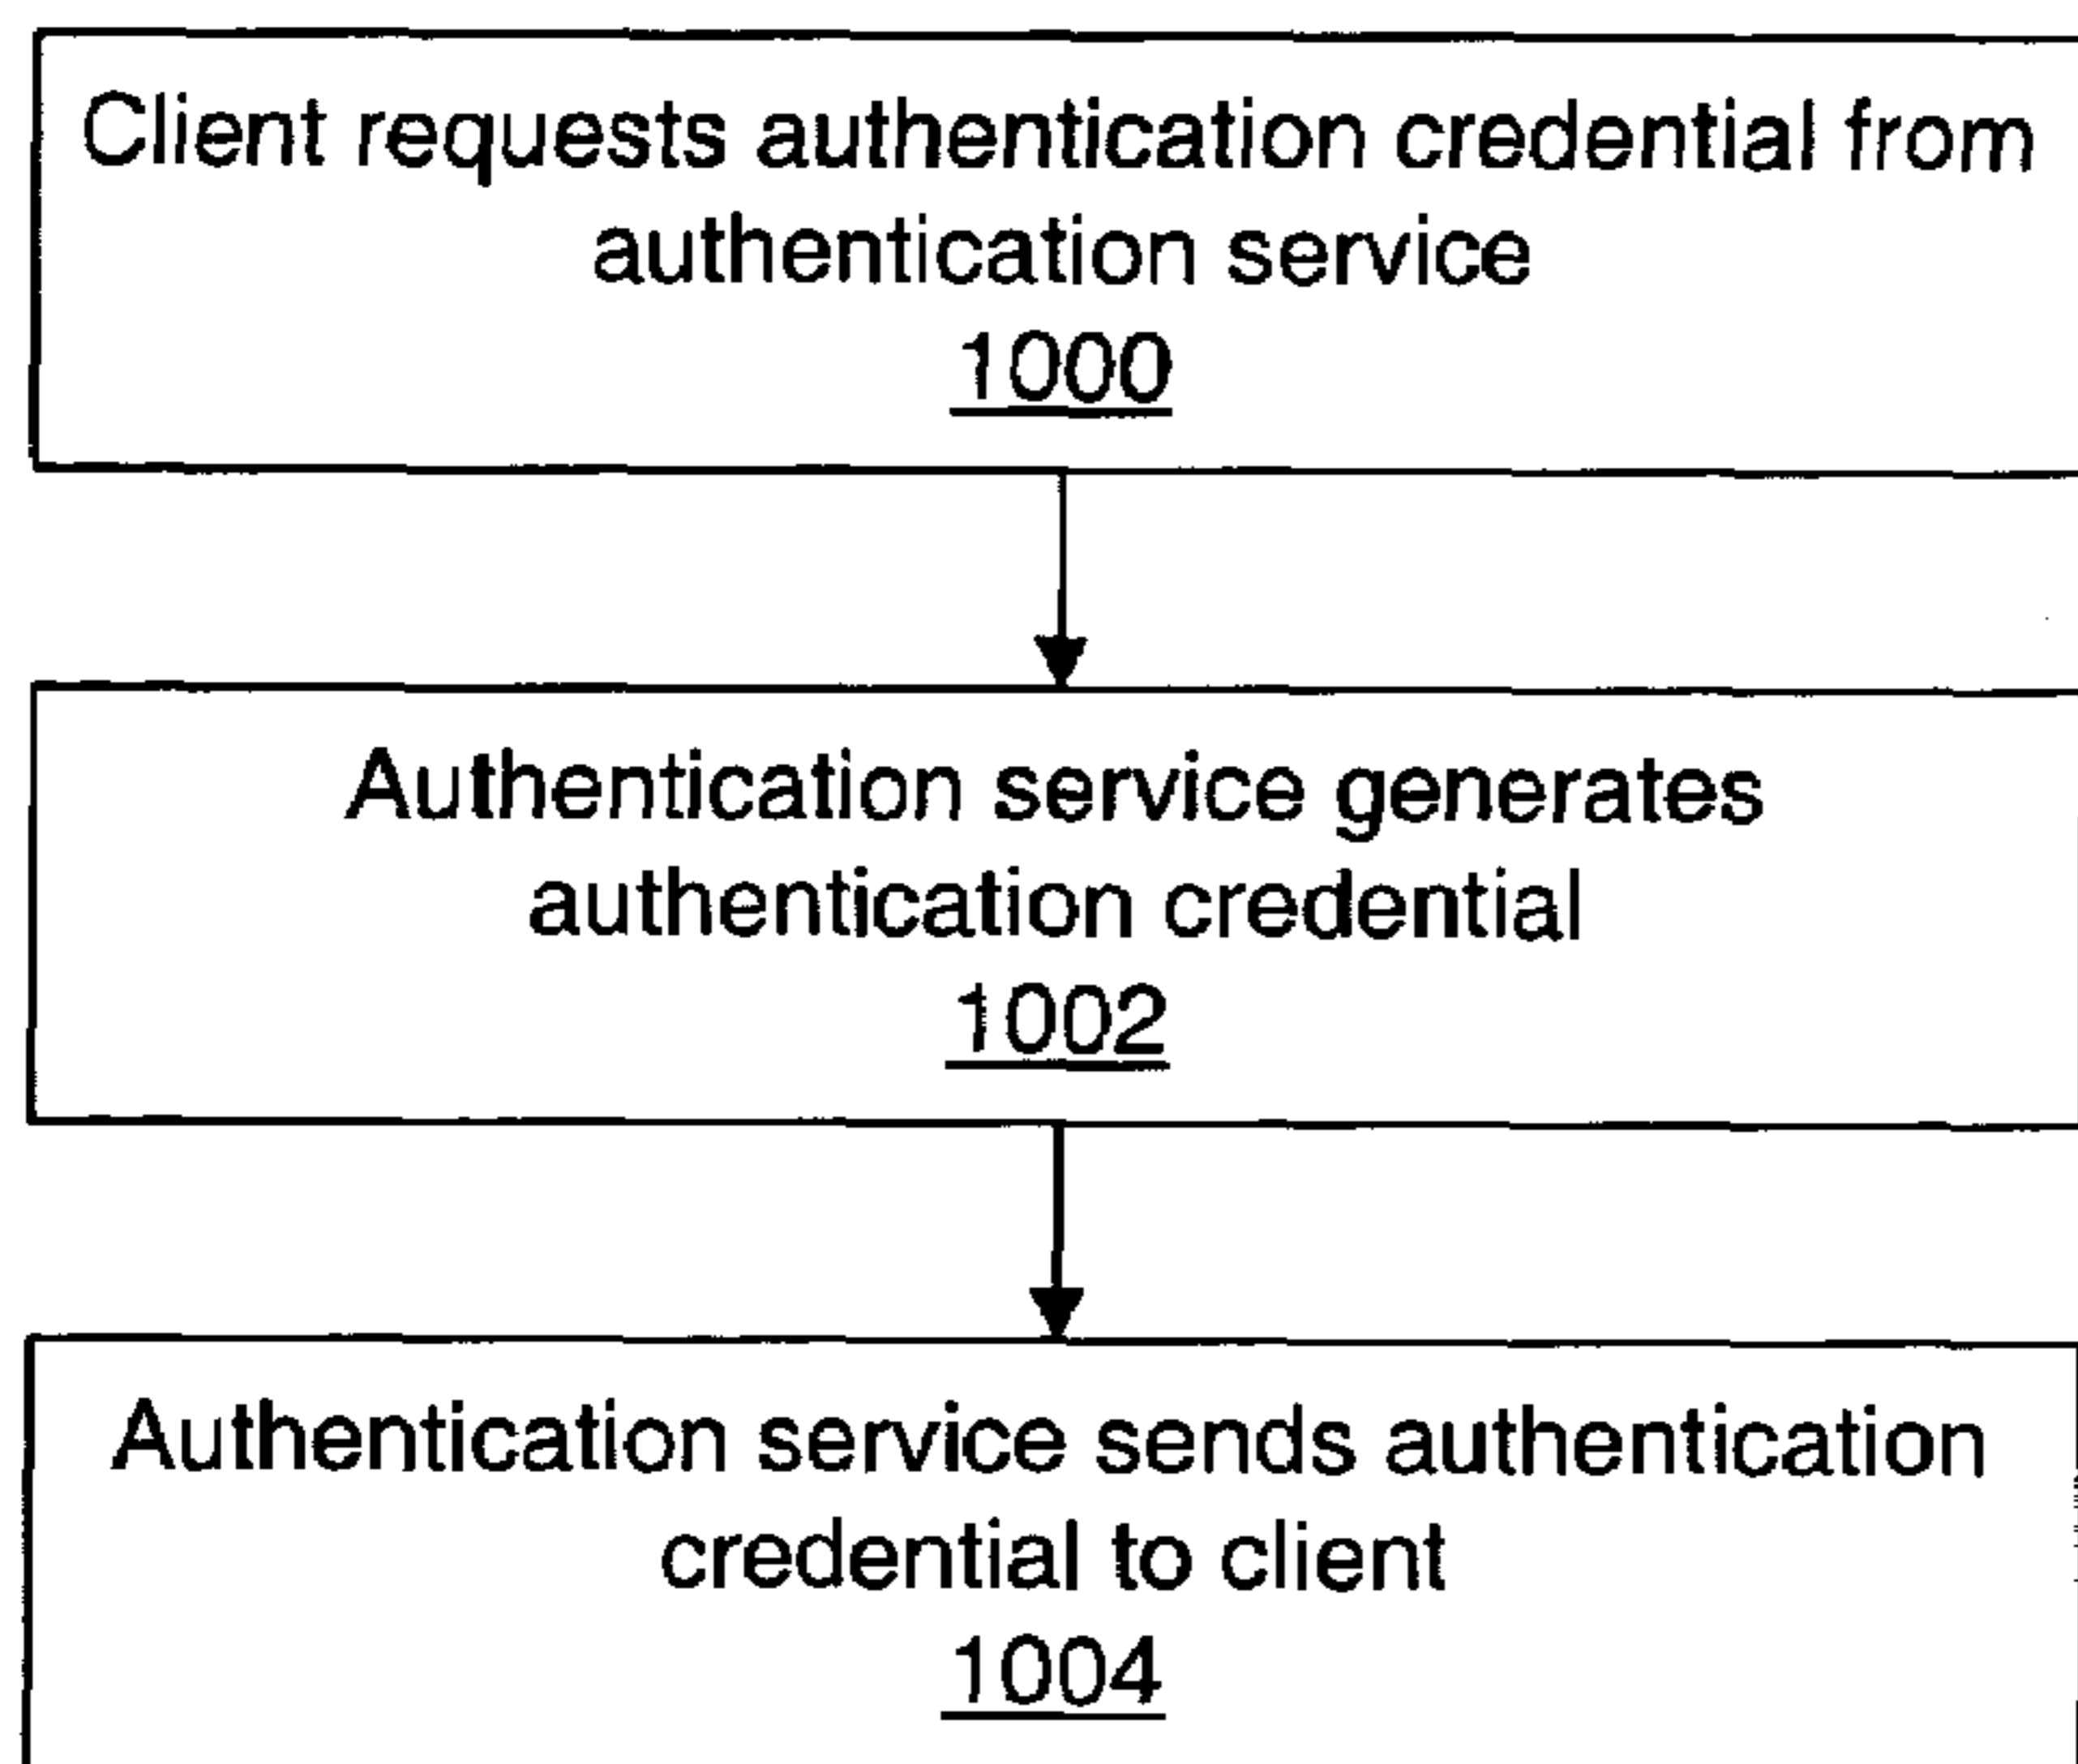 Client requests authentication credential from
authentication service
1000
Authentication service generates
authentication credential
1002
Authentication service sends authentication
credential to client
1004